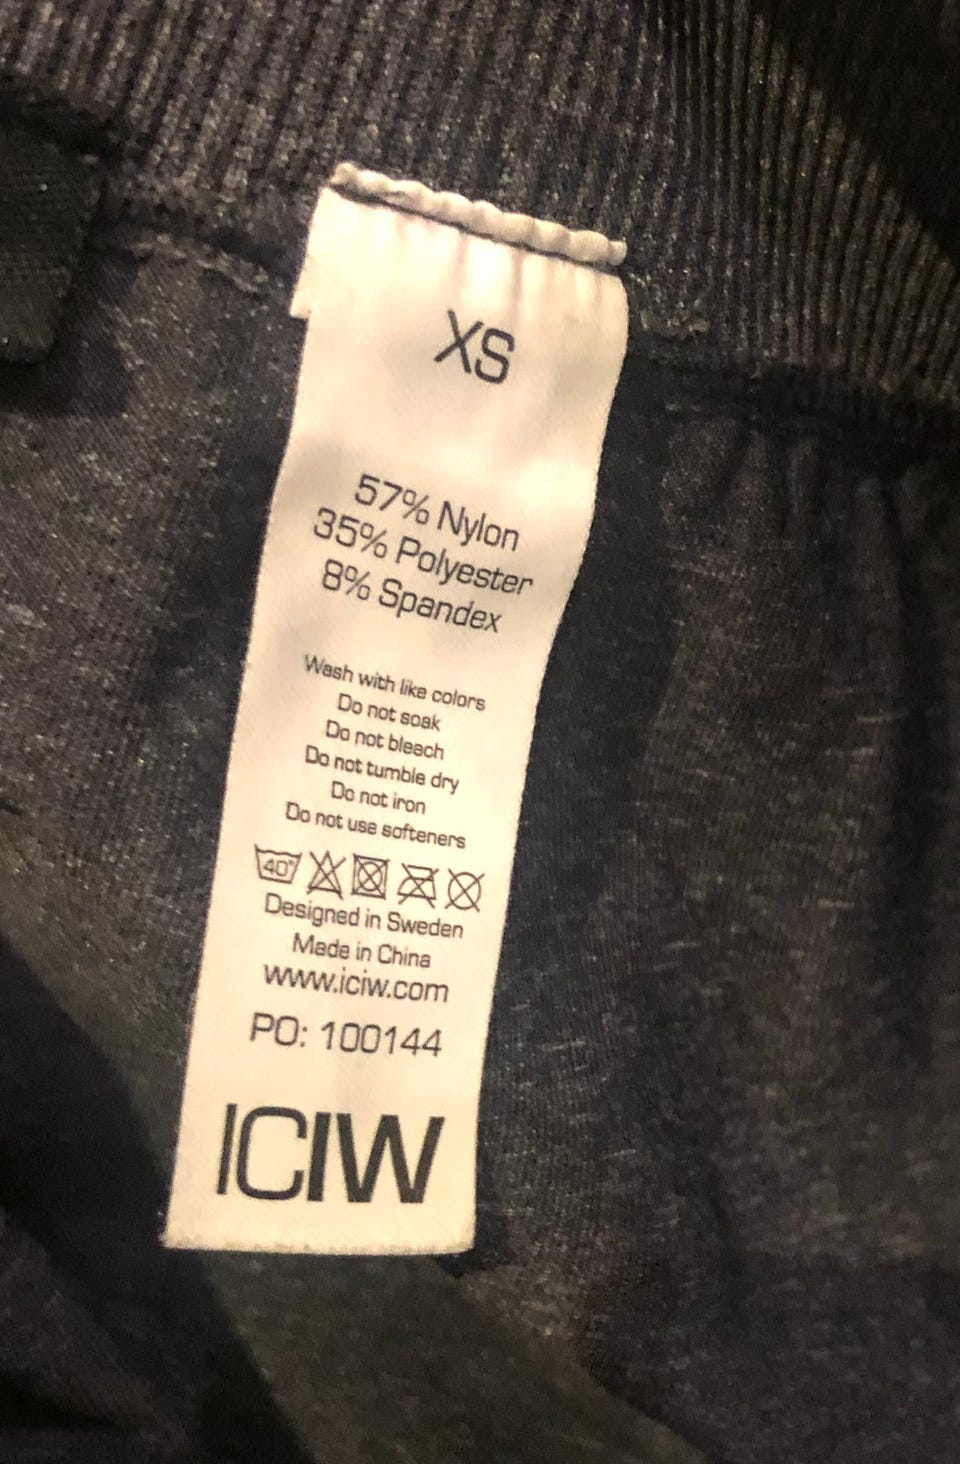 XS
57% Nylon
35% Polyester
8% Spandex
Wash with like colors
Do not soak
Do not bleach
Do not tumble dry
Do not iron
Do not use softeners
40°
Designed in Sweden
Made in China
www.iciw.com
PO: 100144
ICIW